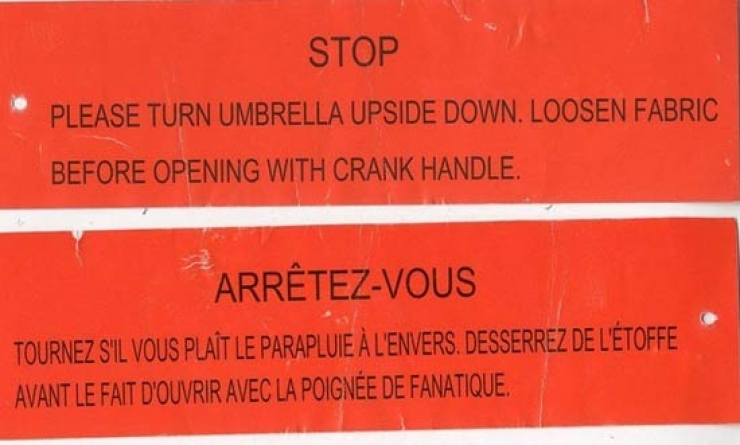 STOP
PLEASE TURN UMBRELLA UPSIDE DOWN. LOOSEN FABRIC
BEFORE OPENING WITH CRANK HANDLE.
ARRÊTEZ-VOUS
TOURNEZ S'IL VOUS PLAÎT LE PARAPLUIE À L'ENVERS. DESSERREZ DE L'ÉTOFFE
AVANT LE FAIT D'OUVRIR AVEC LA POIGNÉE DE FANATIQUE.